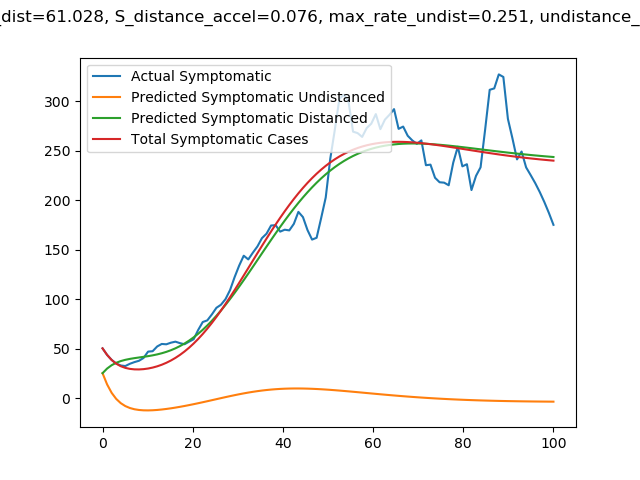 _dist=61.028, S_distance_accel=0.076, max_rate_undist=0.251, undistance_
Actual Symptomatic
Predicted Symptomatic Undistanced
Predicted Symptomatic Distanced
Total Symptomatic Cases
300
250
200
150
100
50
0
0 20 40 60 80 100